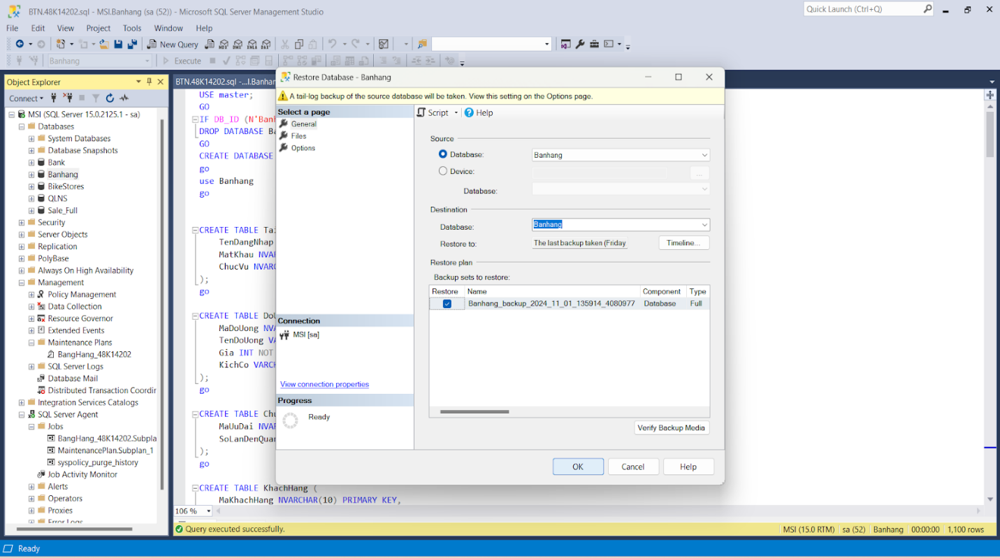 BTN.48K14202.sql - MSI.Banhang (sa (52)) - Microsoft SQL Server Management Studio
Quick Launch (Ctrl+Q)
File Edit View Project Tools Window Help
New Query
MDX DMX XMLA DAX
Banhang
Execute
Object Explorer
Connect
MSI (SQL Server 15.0.2125.1 - sa)
Databases
System Databases
Database Snapshots
Bank
Banhang
BikeStores
QLNS
Sale_Full
Security
Server Objects
Replication
PolyBase
Always On High Availability
Management
Policy Management
Data Collection
Resource Governor
Extended Events
Maintenance Plans
BangHang_48K14202
SQL Server Logs
Database Mail
Distributed Transaction Coordir
Integration Services Catalogs
SQL Server Agent
Jobs
BangHang_48K14202.Subpla
MaintenancePlan.Subplan_1
syspolicy_purge_history
Job Activity Monitor
Alerts
Operators
Proxies
Error Logs
BTN.48K14202.sql -...I.Banhan
USE master;
GO
IF DB_ID (N'Banh
DROP DATABASE Ba
GO
CREATE DATABASE
go
use Banhang
go
CREATE TABLE Tai
TenDangNhap
MatKhau NVAR
ChucVu NVARC
);
go
CREATE TABLE DoU
MaDoUong NVA
TenDoUong VA
Gia INT NOT
KichCo VARCH
);
go
CREATE TABLE Chu
MaUuDai NVAR
SoLanDenQuan
);
go
CREATE TABLE KhachHang (
MaKhachHang NVARCHAR(10) PRIMARY KEY,
106 %
Query executed successfully.
MSI (15.0 RTM) sa (52) Banhang 00:00:00 1,100 rows
Ready
Restore Database - Banhang
A tail-log backup of the source database will be taken. View this setting on the Options page.
Select a page
General
Files
Options
Connection
MSI [sa]
View connection properties
Progress
Ready
Script Help
Source
Database: Banhang
Device: ...
Database:
Destination
Database: Banhang
Restore to: The last backup taken (Friday Timeline...
Restore plan
Backup sets to restore:
Restore Name Component Type
Banhang_backup_2024_11_01_135914_4080977 Database Full
Verify Backup Media
OK Cancel Help